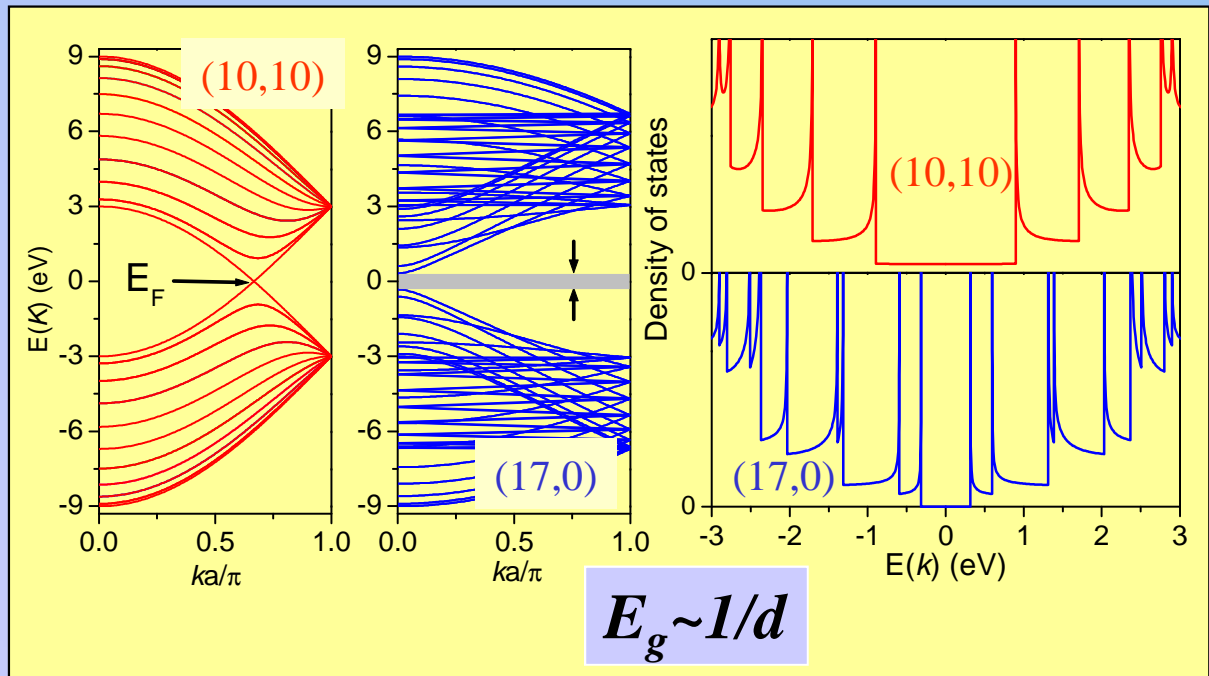 (10,10)
E(K) (eV)
9
6
3
0
-3
-6
-9
E_F
0.0 0.5 1.0
ka/π
9
6
3
0
-3
-6
-9
(17,0)
0.0 0.5 1.0
ka/π
Density of states
(10,10)
0
(17,0)
0
-3 -2 -1 0 1 2 3
E(k) (eV)
E_g~1/d